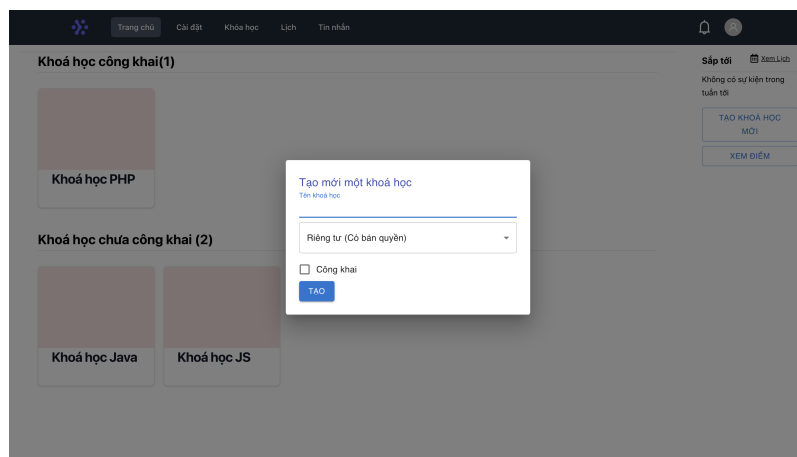 Trang chủ Cài đặt Khóa học Lịch Tin nhắn
Khoá học công khai(1)
Khoá học PHP
Khoá học chưa công khai (2)
Khoá học Java Khoá học JS
Tạo mới một khoá học
Tên khoá học
Riêng tư (Có bản quyền)
Công khai
TẠO
Sắp tới Xem Lịch
Không có sự kiện trong
tuần tới
TẠO KHOÁ HỌC
MỚI
XEM ĐIỂM